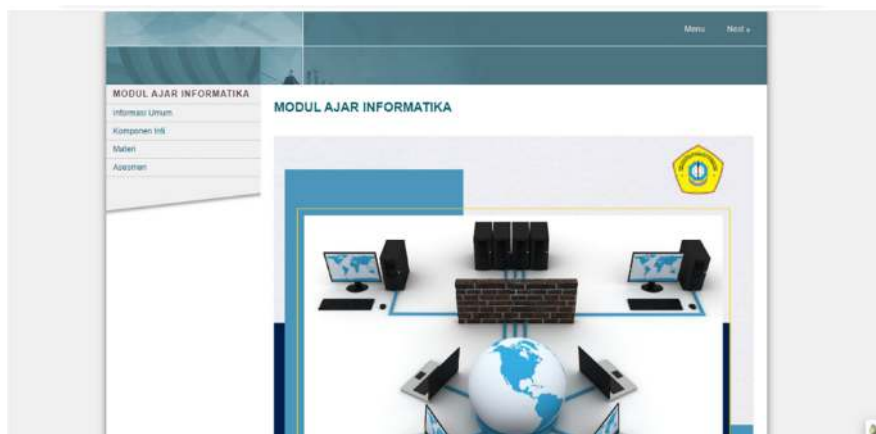 Menu Next »
MODUL AJAR INFORMATIKA
Informasi Umum
Komponen Inti
Materi
Asesmen
MODUL AJAR INFORMATIKA